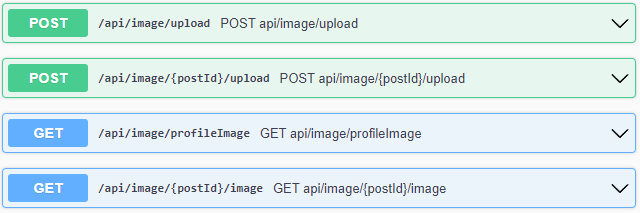 POST /api/image/upload POST api/image/upload
POST /api/image/{postId}/upload POST api/image/{postId}/upload
GET /api/image/profileImage GET api/image/profileImage
GET /api/image/{postId}/image GET api/image/{postId}/image